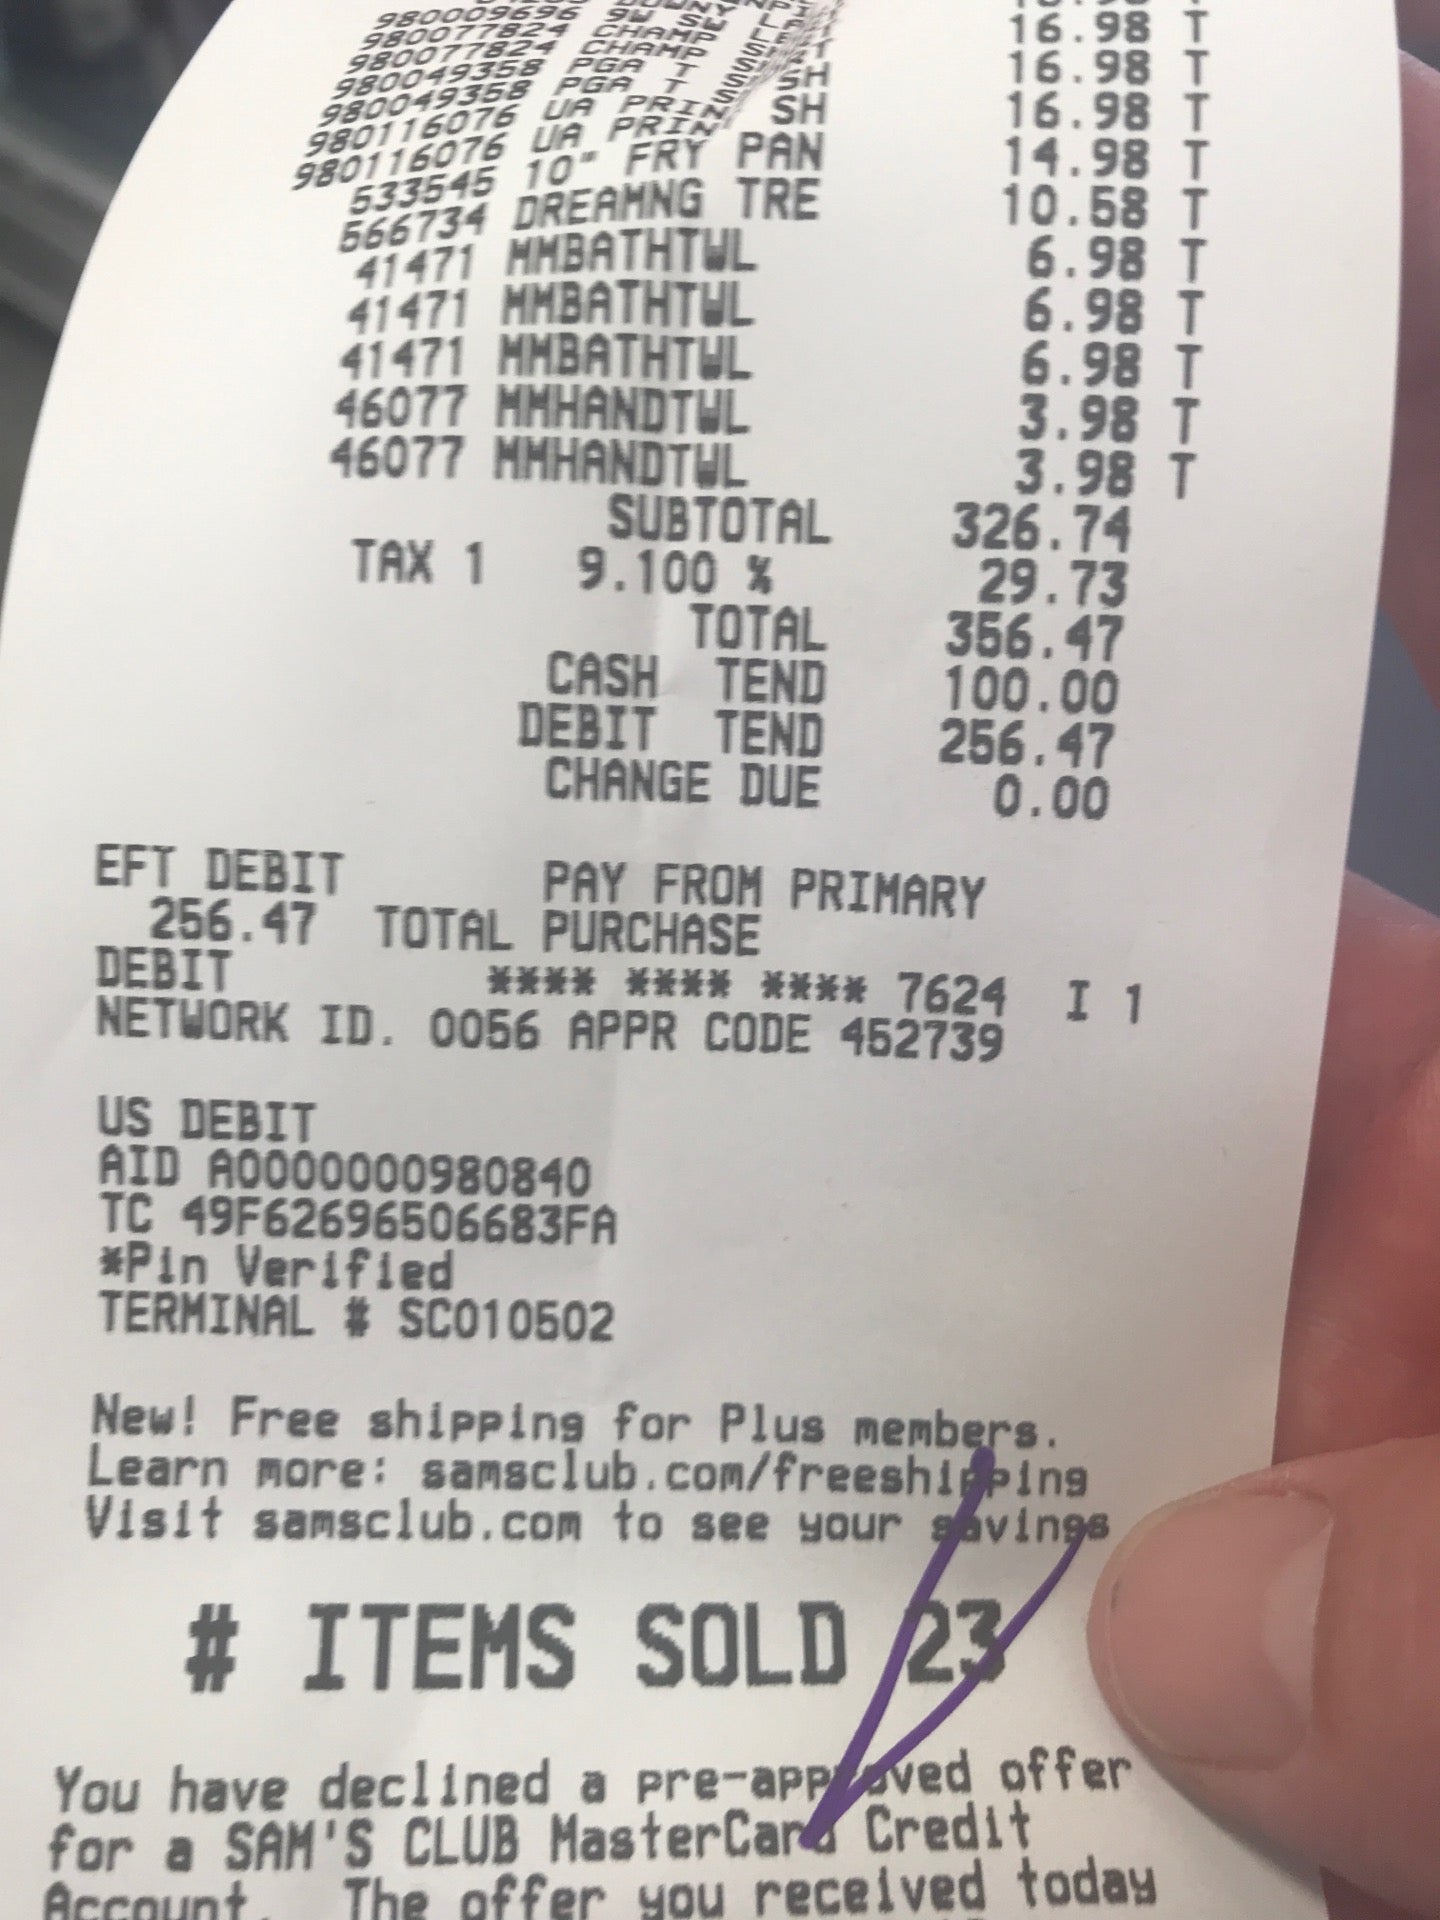 980009696 SW
980077824 CHAMP
980077824 CHAMP
980049358 PGA T
980049358 PGA T 16.98 T
980116076 UA PRIN SH 16.98 T
980116076 UA PRIN SH 16.98 T
533545 10" FRY PAN 14.98 T
566734 DREAMNG TRE 10.58 T
41471 MMBATHTWL 6.98 T
41471 MMBATHTWL 6.98 T
41471 MMBATHTWL 6.98 T
46077 MMHANDTWL 3.98 T
46077 MMHANDTWL 3.98 T
SUBTOTAL 326.74
TAX 1 9.100 % 29.73
TOTAL 356.47
CASH TEND 100.00
DEBIT TEND 256.47
CHANGE DUE 0.00
EFT DEBIT PAY FROM PRIMARY
256.47 TOTAL PURCHASE
DEBIT **** **** **** 7624 I 1
NETWORK ID. 0056 APPR CODE 452739
US DEBIT
AID A0000000980840
TC 49F62696506683FA
*Pin Verified
TERMINAL # SC010502
New! Free shipping for Plus members.
Learn more: samsclub.com/freeshipping
Visit samsclub.com to see your savings
# ITEMS SOLD 23
You have declined a pre-approved offer
for a SAM'S CLUB MasterCard Credit
Account. The offer you received today